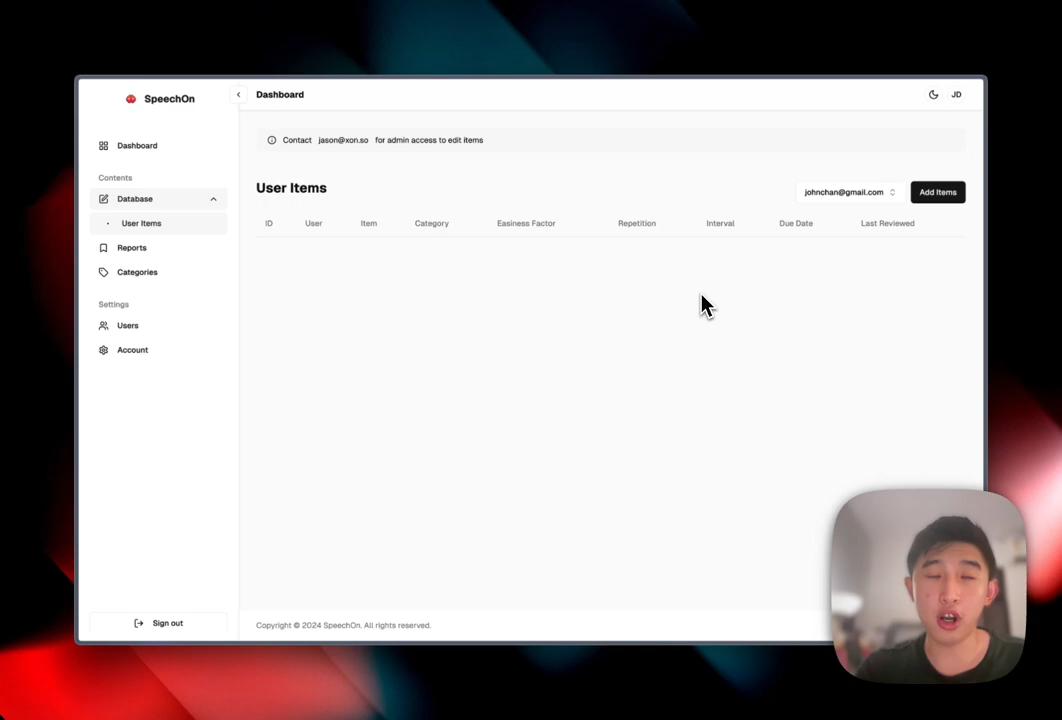 SpeechOn
Dashboard
JD
Dashboard
Contents
Database
User Items
Reports
Categories
Settings
Users
Account
Sign out
Contact jason@xon.so for admin access to edit items
User Items
johnchan@gmail.com
Add Items
ID User Item Category Easiness Factor Repetition Interval Due Date Last Reviewed
Copyright © 2024 SpeechOn. All rights reserved.